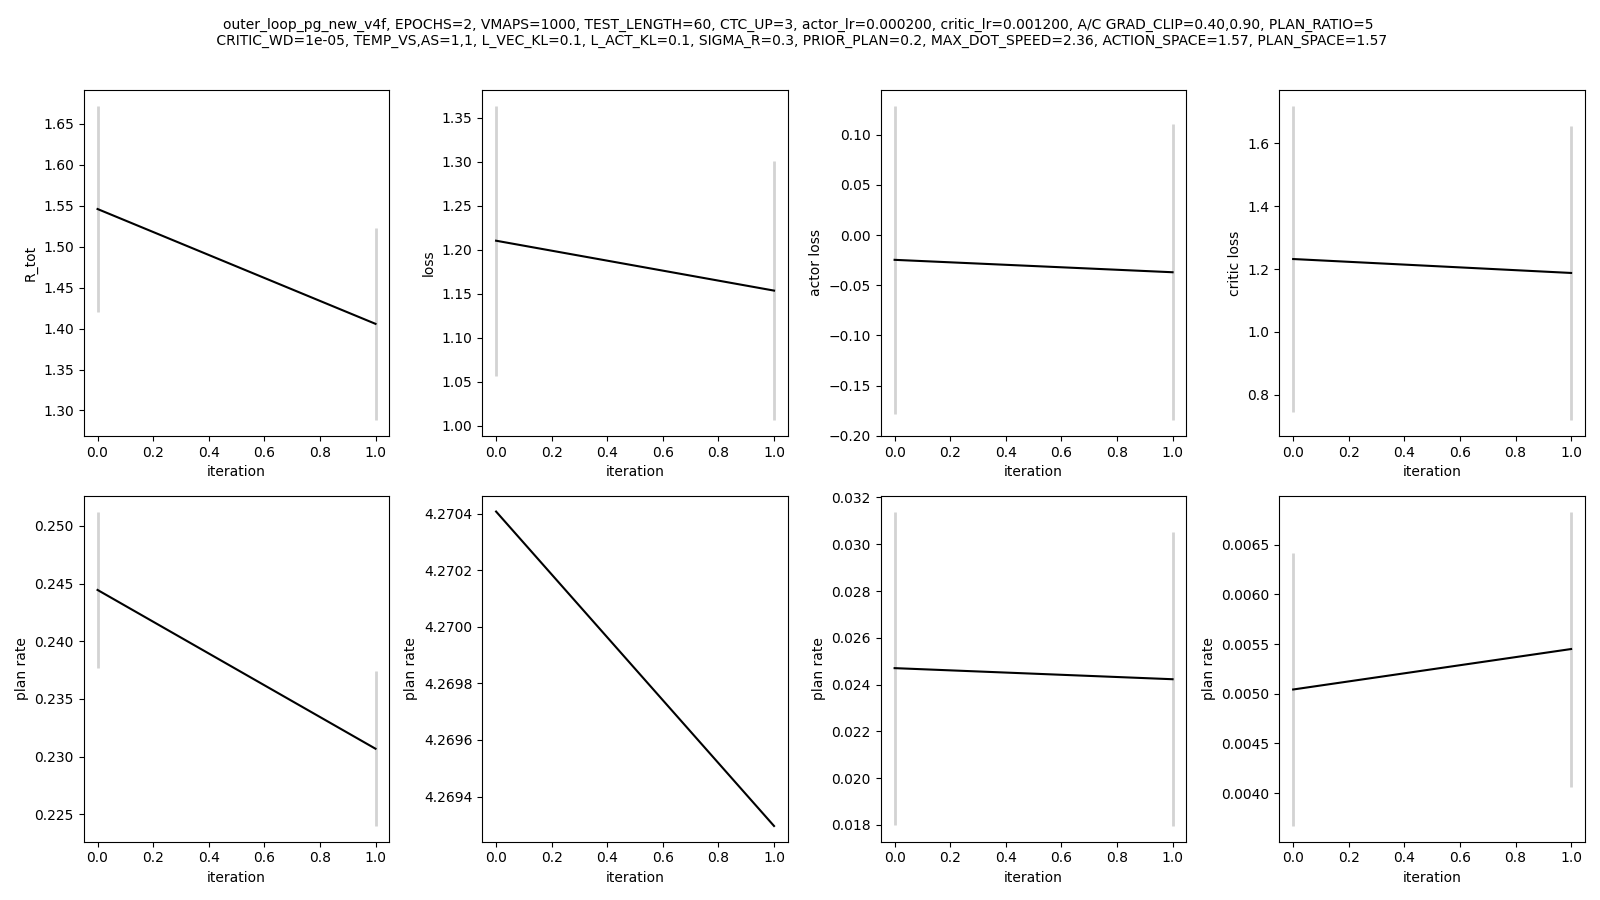 outer_loop_pg_new_v4f, EPOCHS=2, VMAPS=1000, TEST_LENGTH=60, CTC_UP=3, actor_lr=0.000200, critic_lr=0.001200, A/C GRAD_CLIP=0.40,0.90, PLAN_RATIO=5
CRITIC_WD=1e-05, TEMP_VS,AS=1,1, L_VEC_KL=0.1, L_ACT_KL=0.1, SIGMA_R=0.3, PRIOR_PLAN=0.2, MAX_DOT_SPEED=2.36, ACTION_SPACE=1.57, PLAN_SPACE=1.57
R_tot
1.65
1.60
1.55
1.50
1.45
1.40
1.35
1.30
0.0 0.2 0.4 0.6 0.8 1.0
iteration
loss
1.35
1.30
1.25
1.20
1.15
1.10
1.05
1.00
0.0 0.2 0.4 0.6 0.8 1.0
iteration
actor loss
0.10
0.05
0.00
−0.05
−0.10
−0.15
−0.20
0.0 0.2 0.4 0.6 0.8 1.0
iteration
critic loss
1.6
1.4
1.2
1.0
0.8
0.0 0.2 0.4 0.6 0.8 1.0
iteration
plan rate
0.250
0.245
0.240
0.235
0.230
0.225
0.0 0.2 0.4 0.6 0.8 1.0
iteration
plan rate
4.2704
4.2702
4.2700
4.2698
4.2696
4.2694
0.0 0.2 0.4 0.6 0.8 1.0
iteration
plan rate
0.032
0.030
0.028
0.026
0.024
0.022
0.020
0.018
0.0 0.2 0.4 0.6 0.8 1.0
iteration
plan rate
0.0065
0.0060
0.0055
0.0050
0.0045
0.0040
0.0 0.2 0.4 0.6 0.8 1.0
iteration